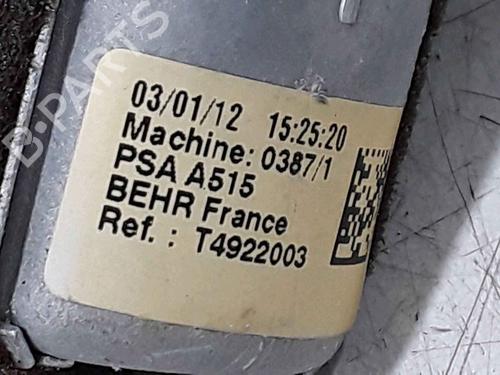 B-PARTS
03/01/12 15:25:20
Machine: 0387/1
PSA A515
BEHR France
Ref. : T4922003